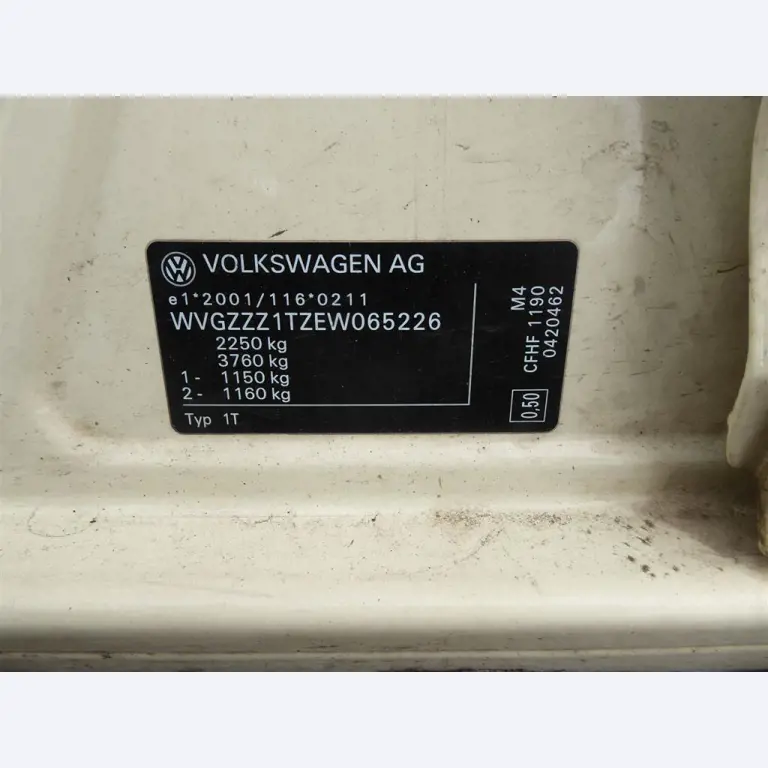 VOLKSWAGEN AG
e1*2001/116*0211
WVGZZZ1TZEW065226
2250 kg
3760 kg
1 - 1150 kg
2 - 1160 kg
Typ 1T
M4
CFHF 1190
0420462
0,50